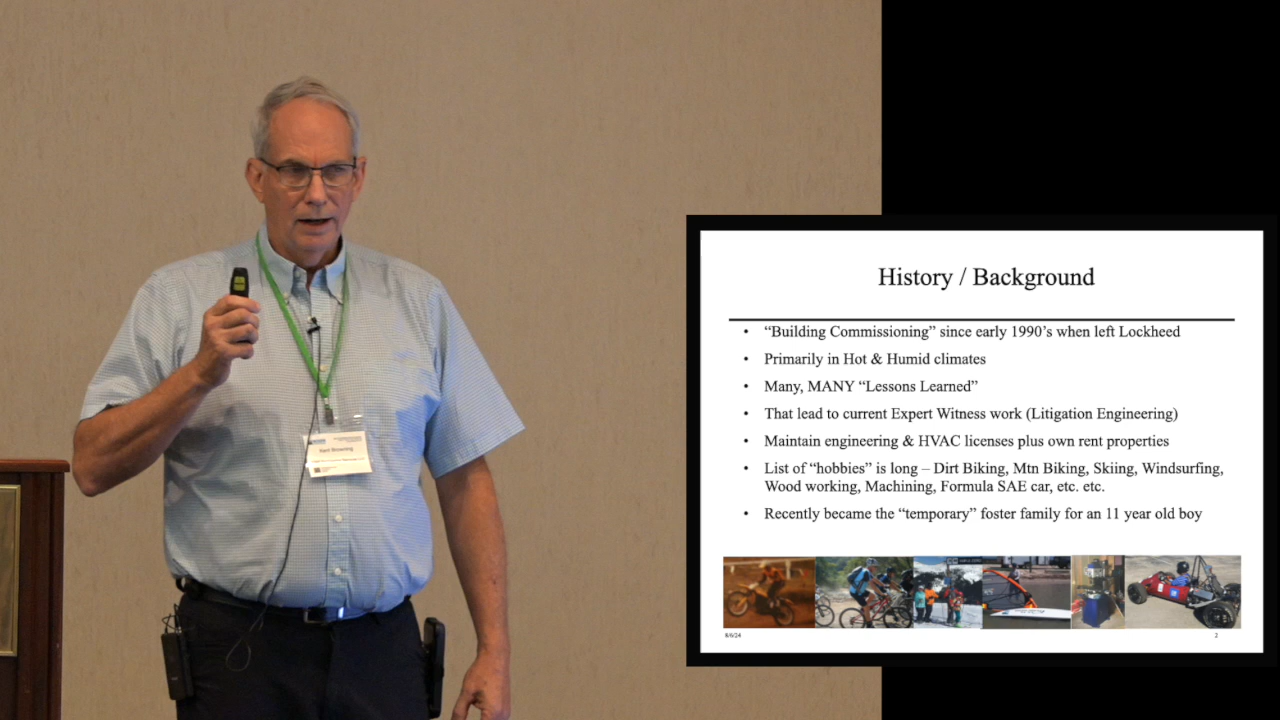 History / Background
• “Building Commissioning” since early 1990’s when left Lockheed
• Primarily in Hot & Humid climates
• Many, MANY “Lessons Learned”
• That lead to current Expert Witness work (Litigation Engineering)
• Maintain engineering & HVAC licenses plus own rent properties
• List of “hobbies” is long – Dirt Biking, Mtn Biking, Skiing, Windsurfing,
Wood working, Machining, Formula SAE car, etc. etc.
• Recently became the “temporary” foster family for an 11 year old boy
8/6/24
2
Browning